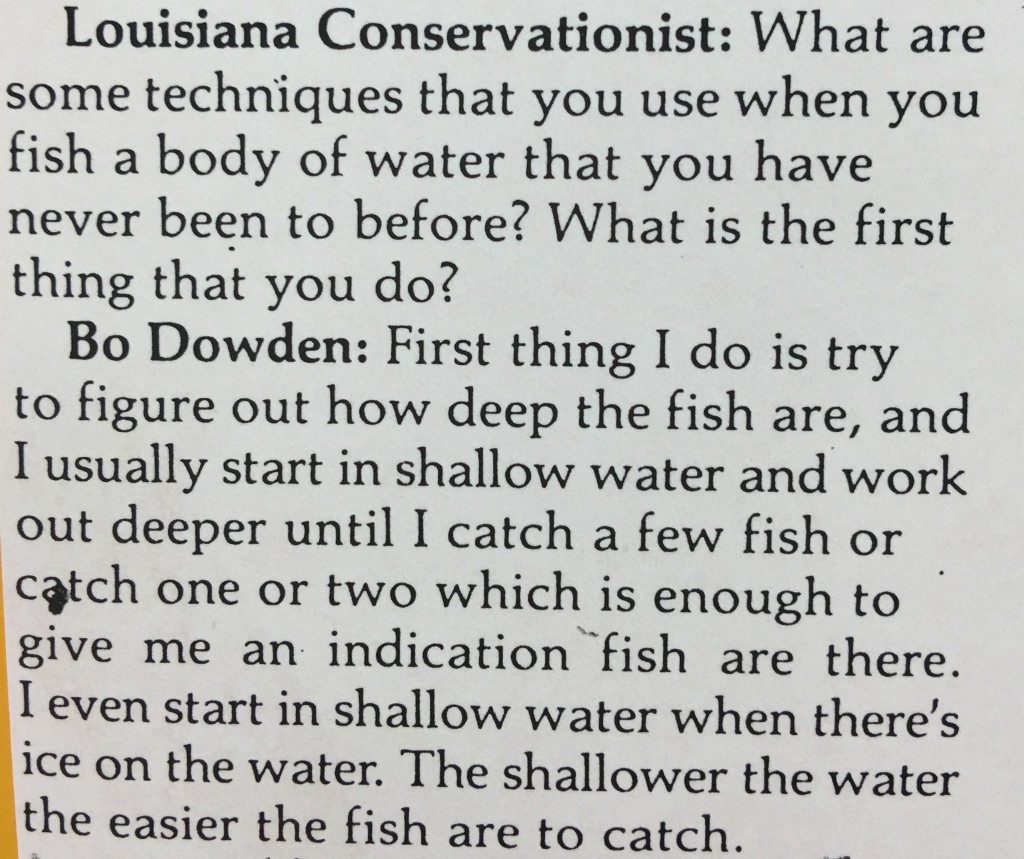 Louisiana Conservationist: What are
some techniques that you use when you
fish a body of water that you have
never been to before? What is the first
thing that you do?
Bo Dowden: First thing I do is try
to figure out how deep the fish are, and
I usually start in shallow water and work
out deeper until I catch a few fish or
catch one or two which is enough to
give me an indication fish are there.
I even start in shallow water when there's
ice on the water. The shallower the water
the easier the fish are to catch.